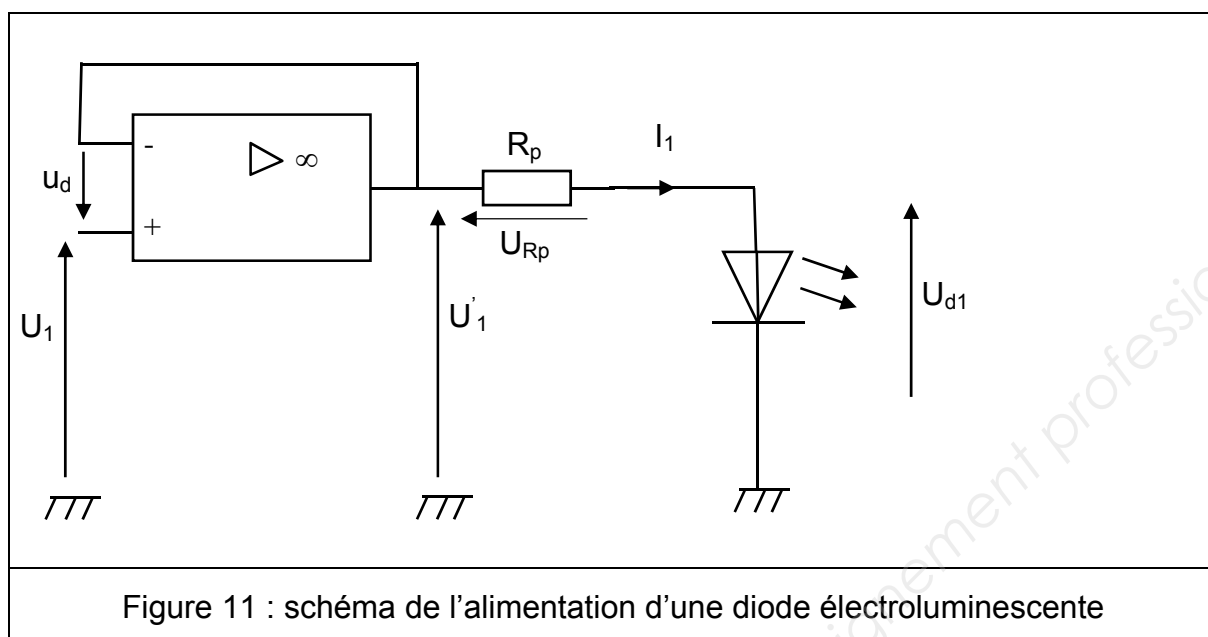 -
▷ ∞
+
u_d
R_p
I_1
U_Rp
U_1
U'_1
U_d1
Figure 11 : schéma de l'alimentation d'une diode électroluminescente